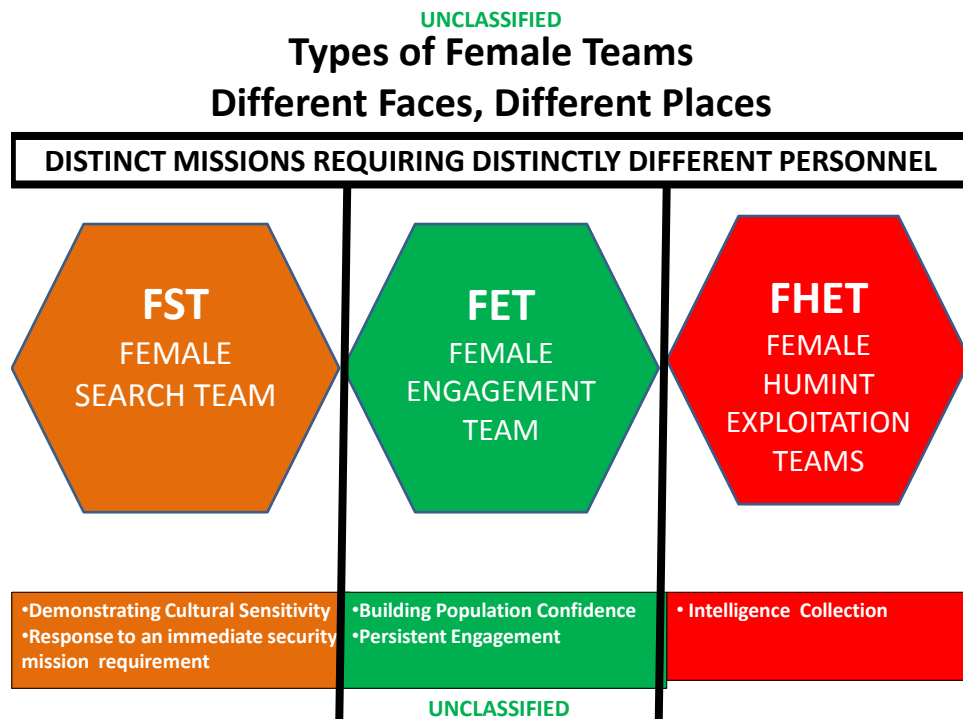 UNCLASSIFIED
Types of Female Teams
Different Faces, Different Places
DISTINCT MISSIONS REQUIRING DISTINCTLY DIFFERENT PERSONNEL
FST
FEMALE
SEARCH TEAM
FET
FEMALE
ENGAGEMENT
TEAM
FHET
FEMALE
HUMINT
EXPLOITATION
TEAMS
•Demonstrating Cultural Sensitivity
•Response to an immediate security
mission requirement
•Building Population Confidence
•Persistent Engagement
• Intelligence Collection
UNCLASSIFIED